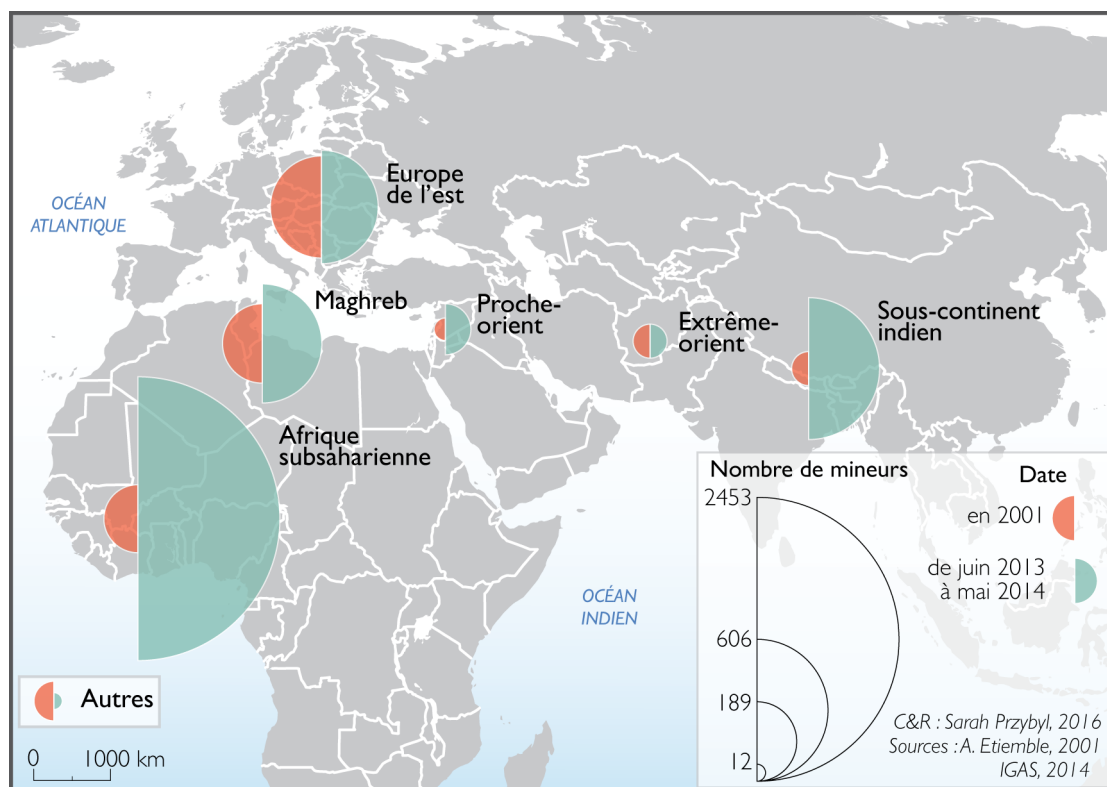 OCÉAN
ATLANTIQUE
Europe
de l'est
Maghreb
Proche-
orient
Extrême-
orient
Sous-continent
indien
Afrique
subsaharienne
OCÉAN
INDIEN
Autres
0 1000 km
Nombre de mineurs
2453
606
189
12
Date
en 2001
de juin 2013
à mai 2014
C&R : Sarah Przybyl, 2016
Sources : A. Etiemble, 2001
IGAS, 2014